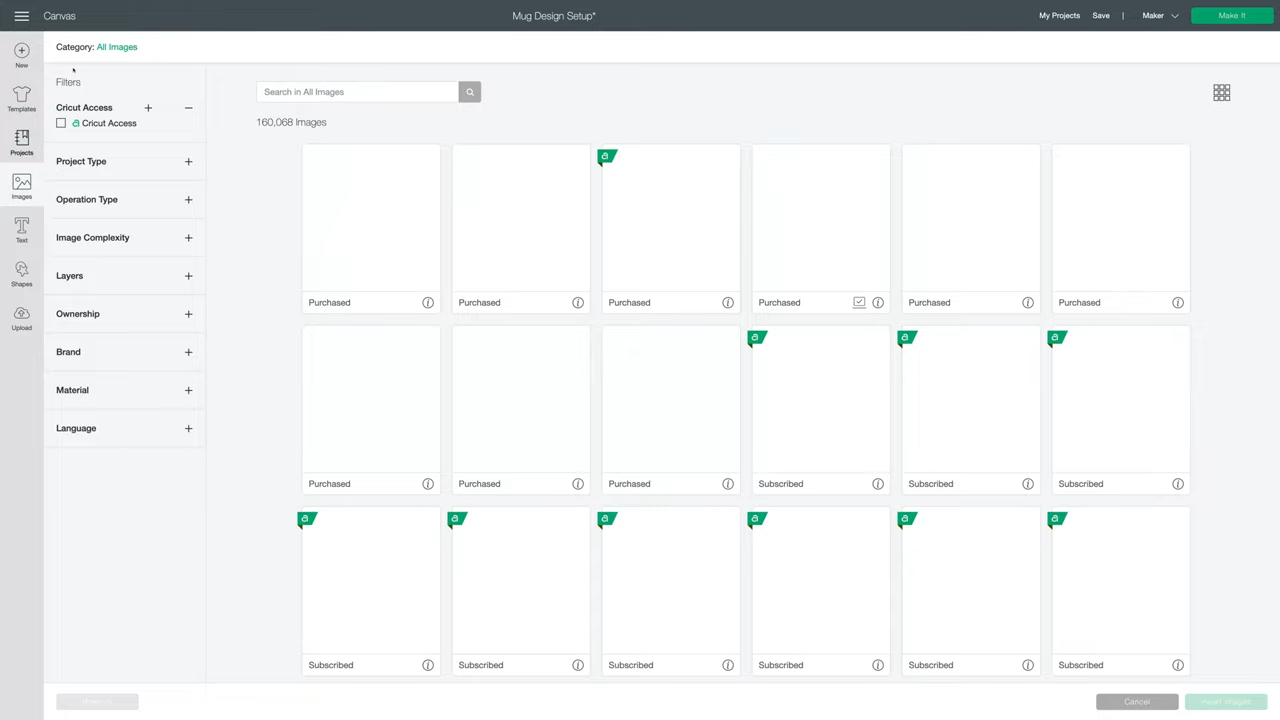 Canvas
Mug Design Setup*
My Projects Save | Maker Make It
New
Templates
Projects
Images
Text
Shapes
Upload
Category: All Images
Filters
Cricut Access
Cricut Access
Project Type
Operation Type
Image Complexity
Layers
Ownership
Brand
Material
Language
Search in All Images
160,068 Images
Purchased Purchased Purchased Purchased Purchased Purchased
Purchased Purchased Purchased Subscribed Subscribed Subscribed
Subscribed Subscribed Subscribed Subscribed Subscribed Subscribed
Cancel Insert Images